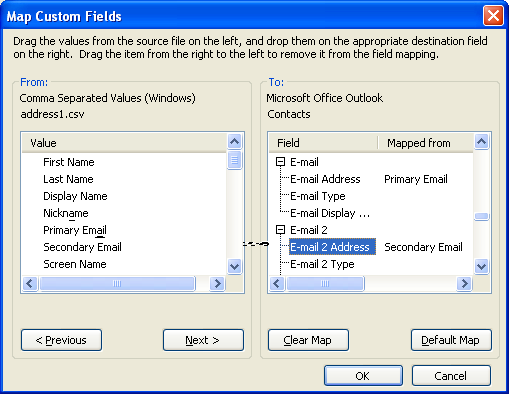 Map Custom Fields
Drag the values from the source file on the left, and drop them on the appropriate destination field
on the right. Drag the item from the right to the left to remove it from the field mapping.
From:
Comma Separated Values (Windows)
address1.csv
Value
First Name
Last Name
Display Name
Nickname
Primary Email
Secondary Email
Screen Name
< Previous
Next >
To:
Microsoft Office Outlook
Contacts
Field Mapped from
E-mail
E-mail Address Primary Email
E-mail Type
E-mail Display ...
E-mail 2
E-mail 2 Address Secondary Email
E-mail 2 Type
Clear Map
Default Map
OK
Cancel